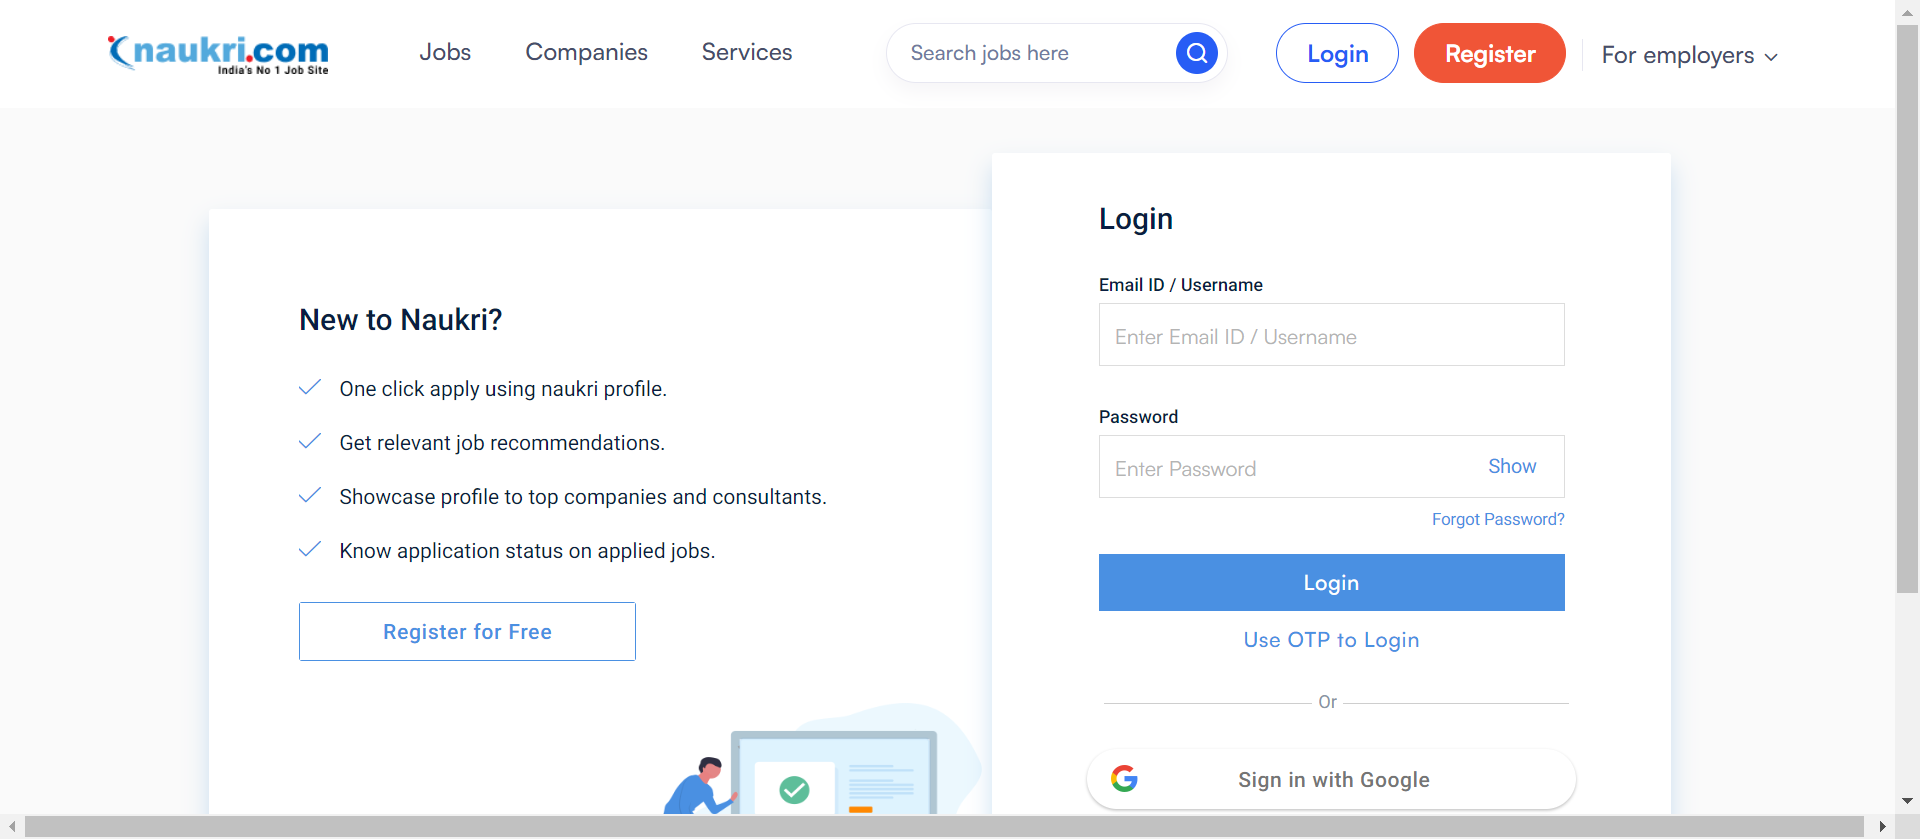 naukri.com
India's No 1 Job Site
Jobs
Companies
Services
Search jobs here
Login
Register
For employers
New to Naukri?
One click apply using naukri profile.
Get relevant job recommendations.
Showcase profile to top companies and consultants.
Know application status on applied jobs.
Register for Free
Login
Email ID / Username
Enter Email ID / Username
Password
Enter Password
Show
Forgot Password?
Login
Use OTP to Login
Or
Sign in with Google